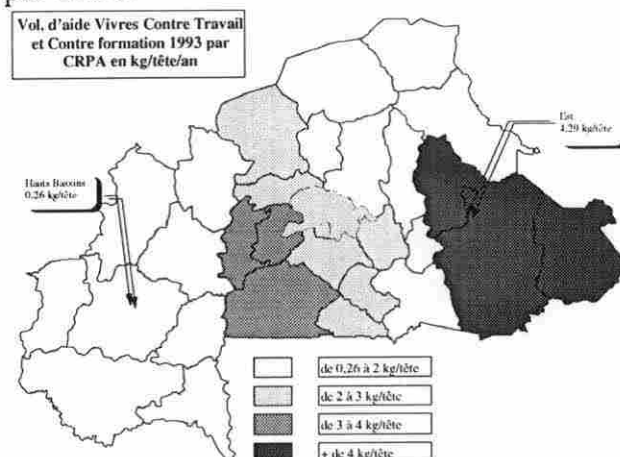 Vol. d'aide Vivres Contre Travail
et Contre formation 1993 par
CRPA en kg/tête/an
Est
4,29 kg/tête
Hauts Bassins
0,26 kg/tête
de 0,26 à 2 kg/tête
de 2 à 3 kg/tête
de 3 à 4 kg/tête
+ de 4 kg/tête